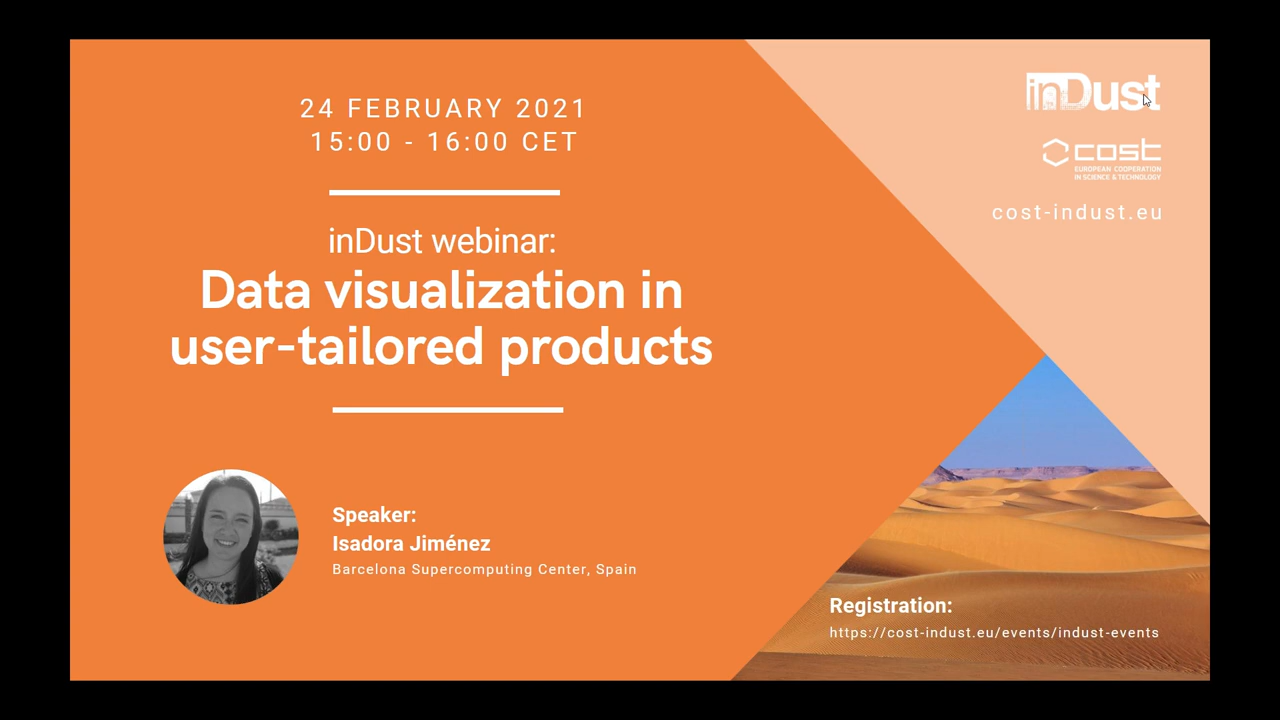 24 FEBRUARY 2021
15:00 - 16:00 CET
inDust webinar:
Data visualization in
user-tailored products
Speaker:
Isadora Jiménez
Barcelona Supercomputing Center, Spain
inDust
cost
EUROPEAN COOPERATION
IN SCIENCE & TECHNOLOGY
cost-indust.eu
Registration:
https://cost-indust.eu/events/indust-events